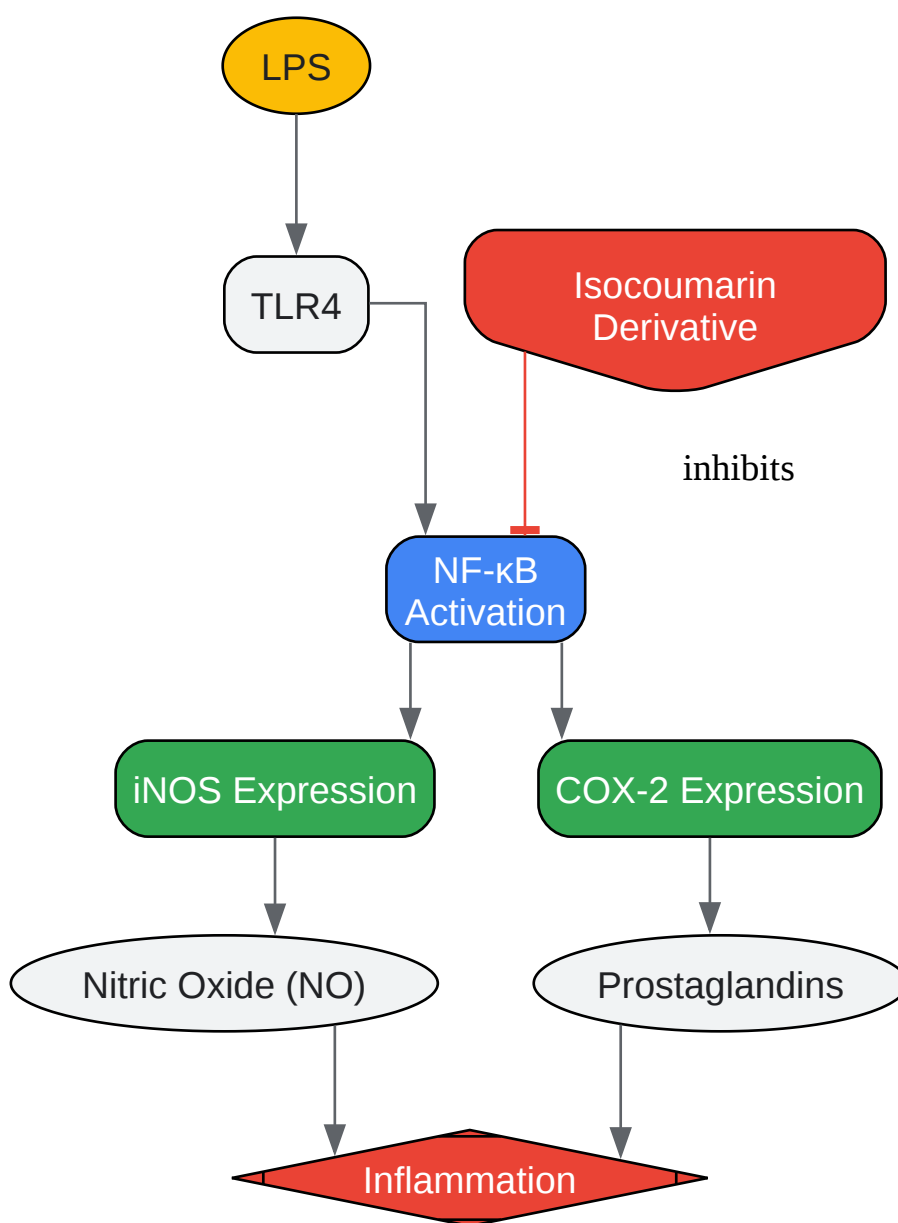 LPS
TLR4
Isocoumarin
Derivative
inhibits
NF-κB
Activation
iNOS Expression
COX-2 Expression
Nitric Oxide (NO)
Prostaglandins
Inflammation